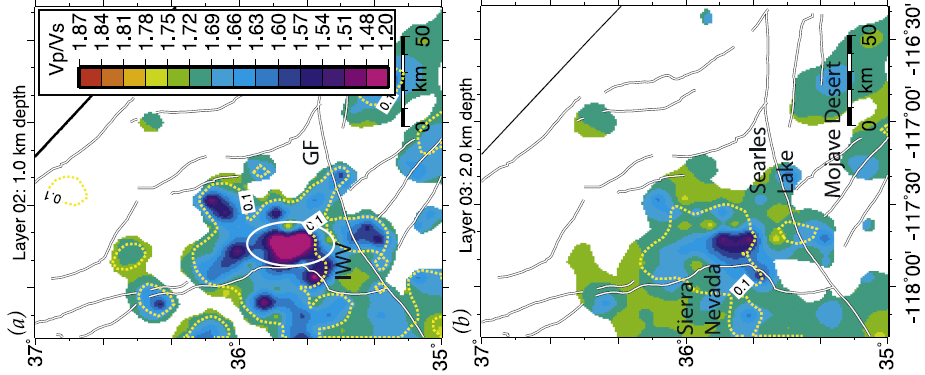 (a)
Layer 02: 1.0 km depth
Vp/Vs
1.87
1.84
1.81
1.78
1.75
1.72
1.69
1.66
1.63
1.60
1.57
1.54
1.51
1.48
1.20
0 km 50
0.1
0.1
0.1
0.1
GF
IWV
37°
36°
35°
(b)
Layer 03: 2.0 km depth
Sierra
Nevada
0.1
Searles
Lake
Mojave Desert
0 km 50
37°
36°
35°
-118°00' -117°30' -117°00' -116°30'